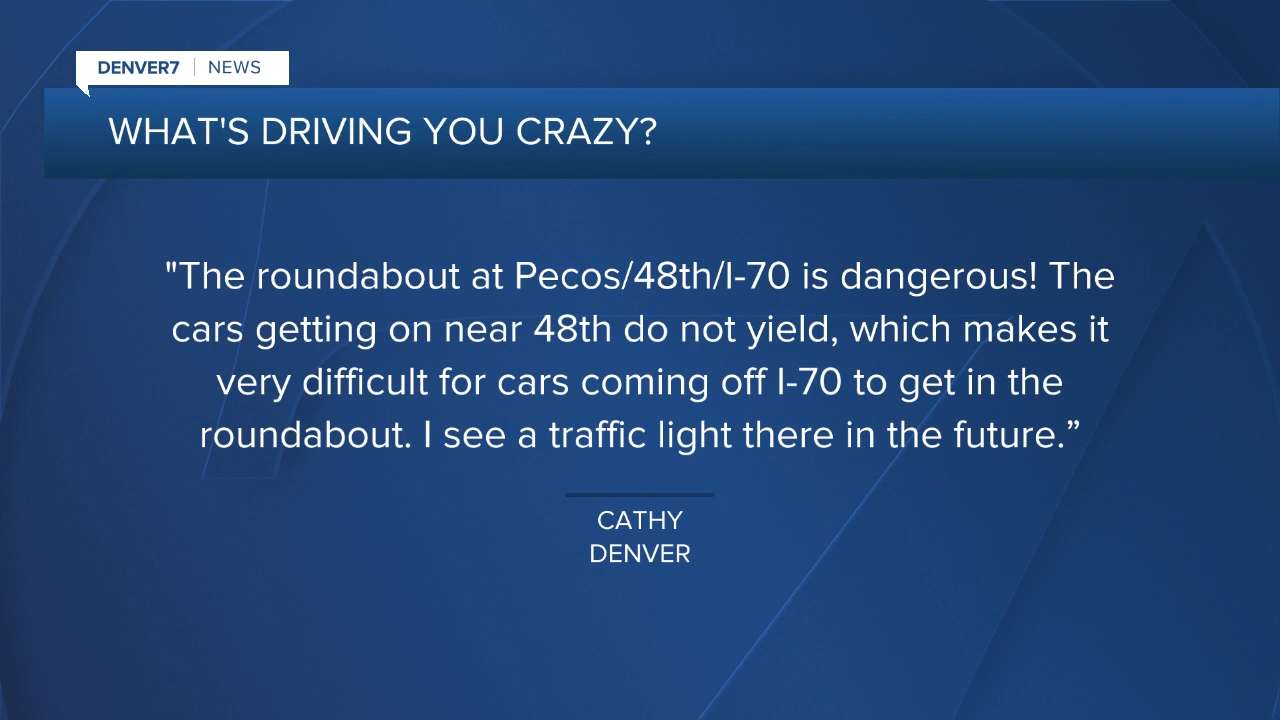 DENVER7 | NEWS
WHAT'S DRIVING YOU CRAZY?
"The roundabout at Pecos/48th/I-70 is dangerous! The
cars getting on near 48th do not yield, which makes it
very difficult for cars coming off I-70 to get in the
roundabout. I see a traffic light there in the future.”
CATHY
DENVER